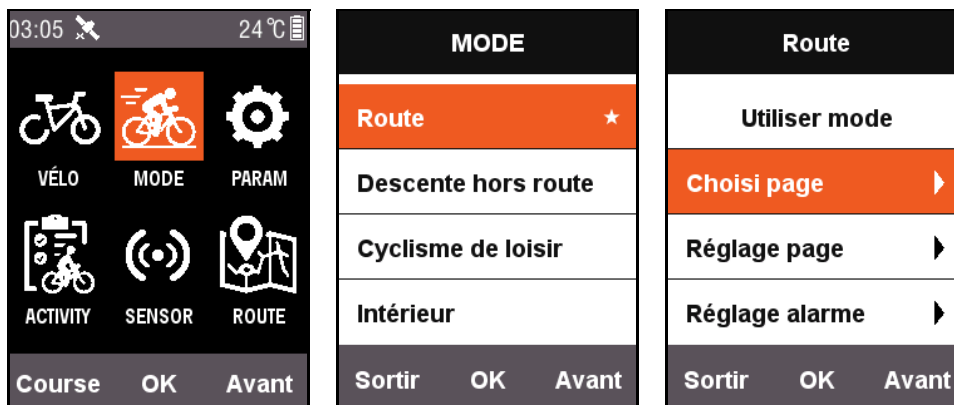 03:05 24℃
VÉLO MODE PARAM
ACTIVITY SENSOR ROUTE
Course OK Avant
MODE
Route ★
Descente hors route
Cyclisme de loisir
Intérieur
Sortir OK Avant
Route
Utiliser mode
Choisi page
Réglage page
Réglage alarme
Sortir OK Avant